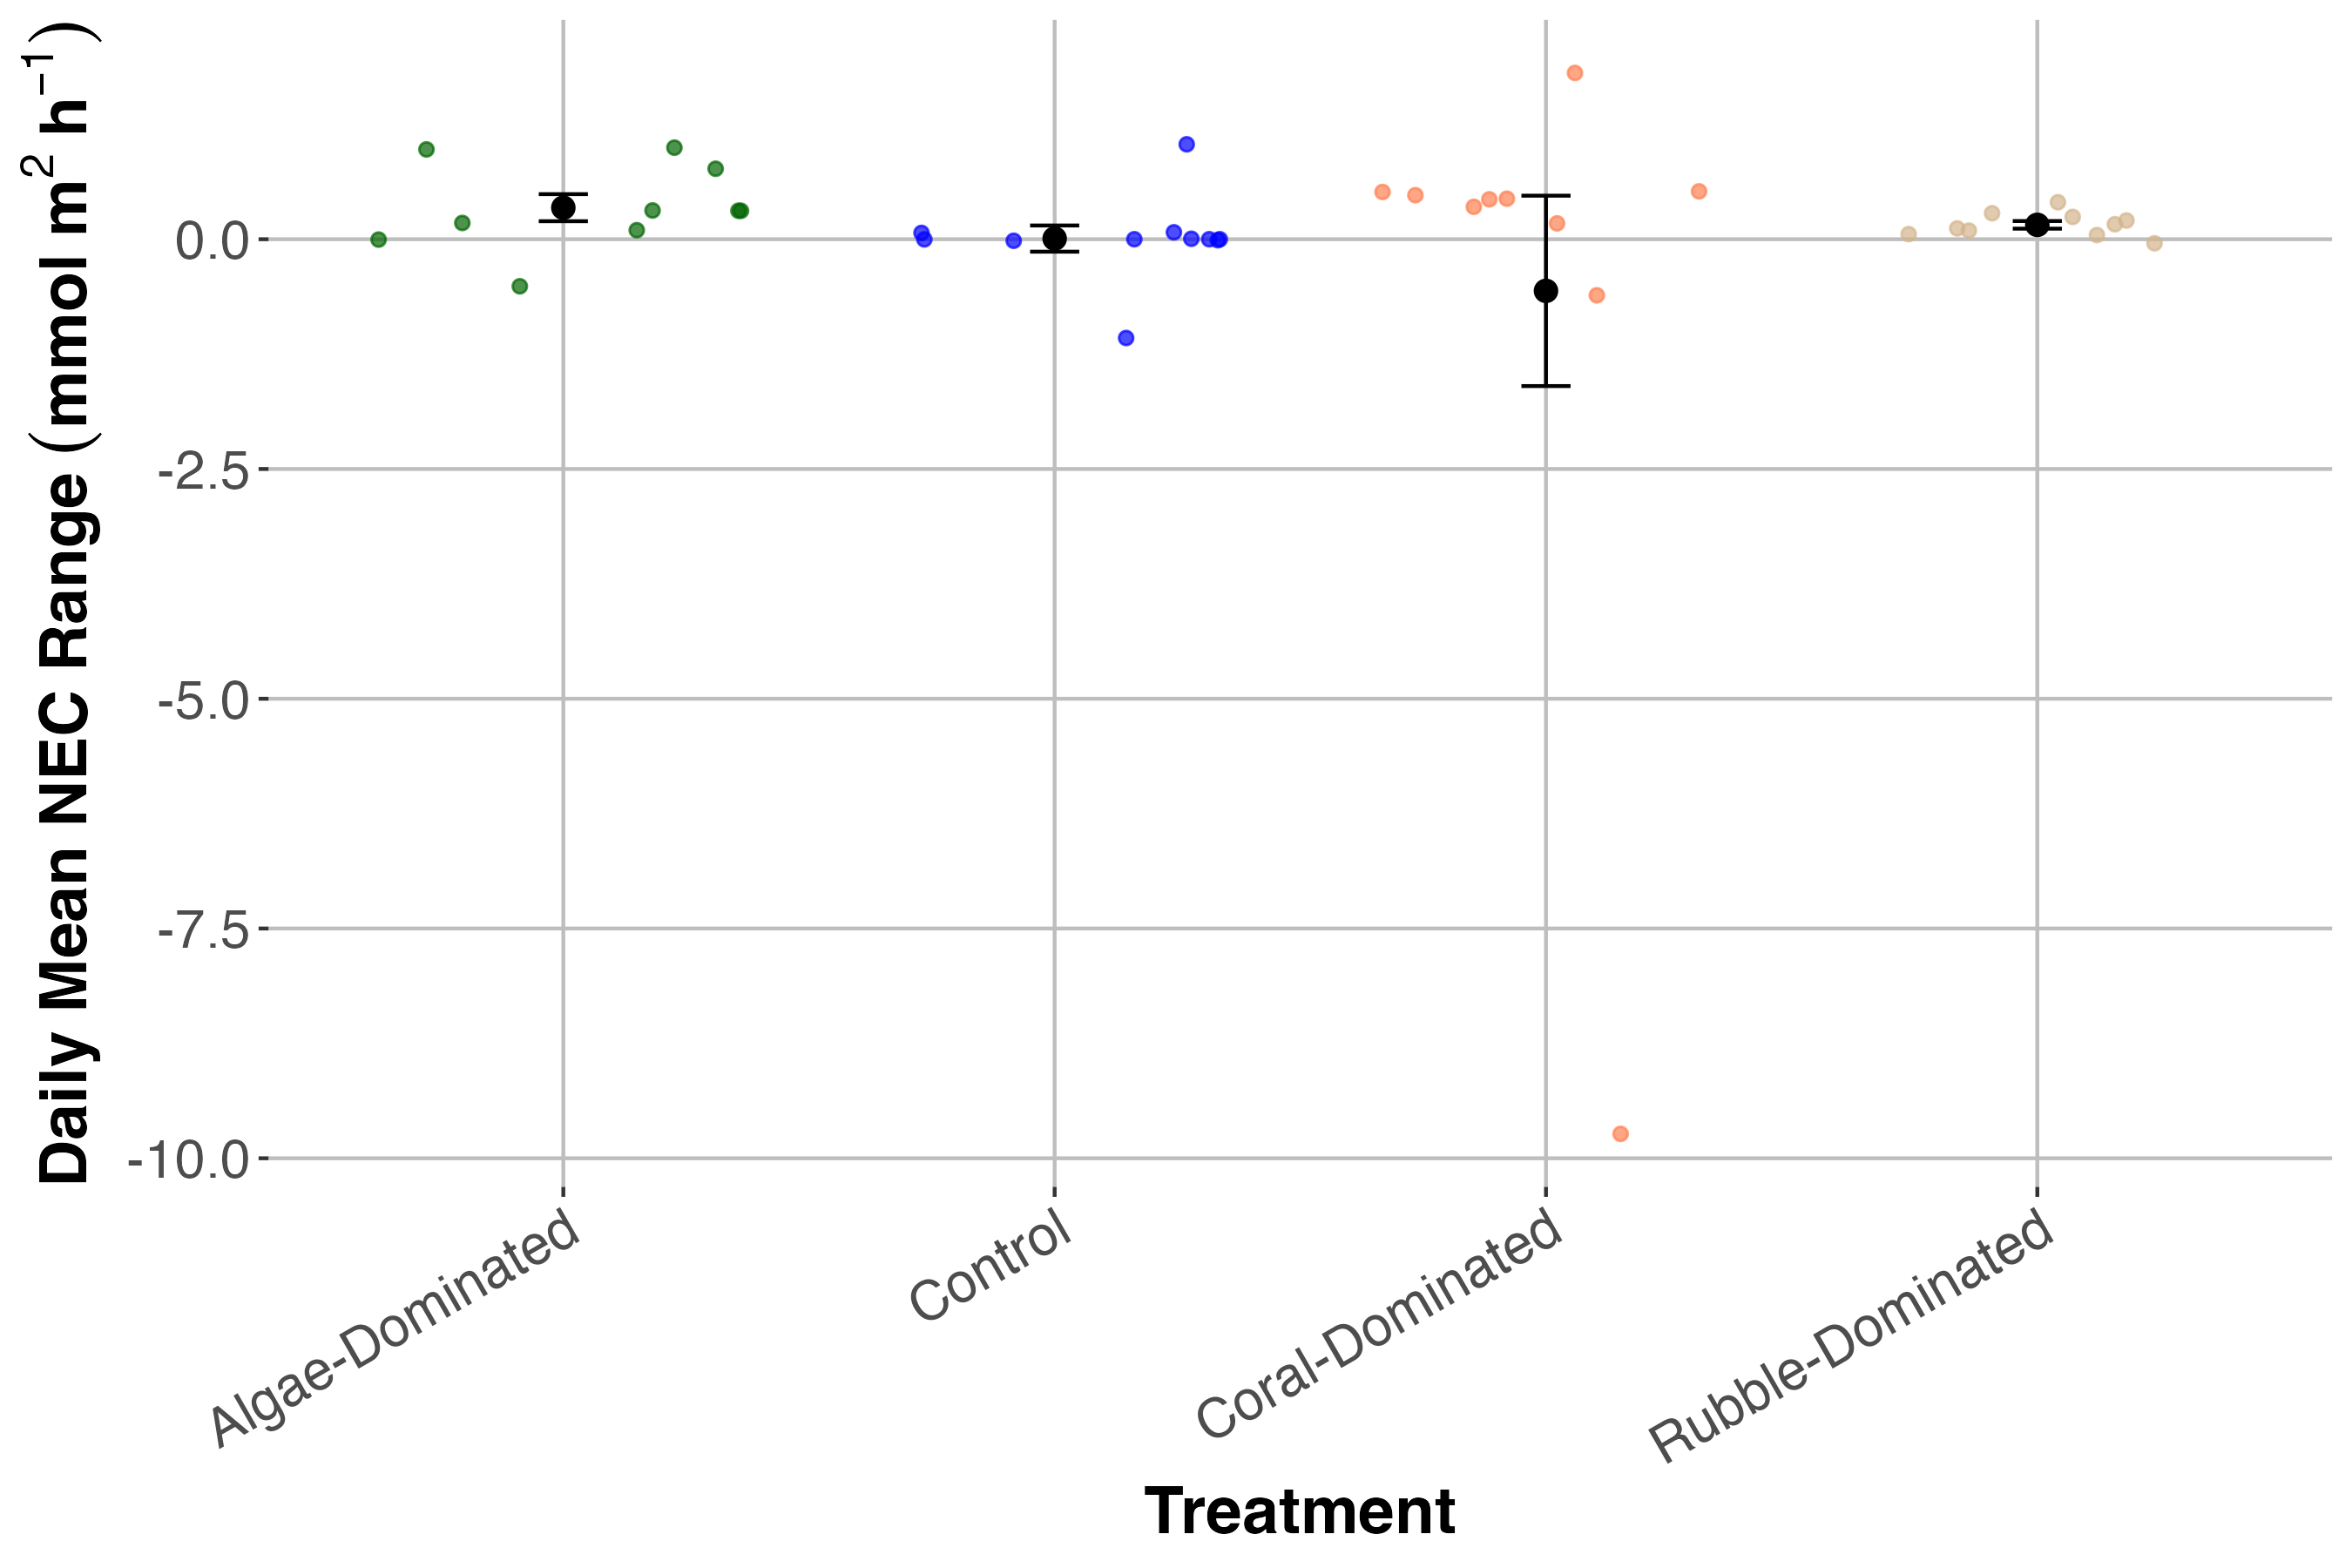 Daily Mean NEC Range (mmol m² h⁻¹)
0.0
-2.5
-5.0
-7.5
-10.0
Algae-Dominated
Control
Coral-Dominated
Rubble-Dominated
Treatment